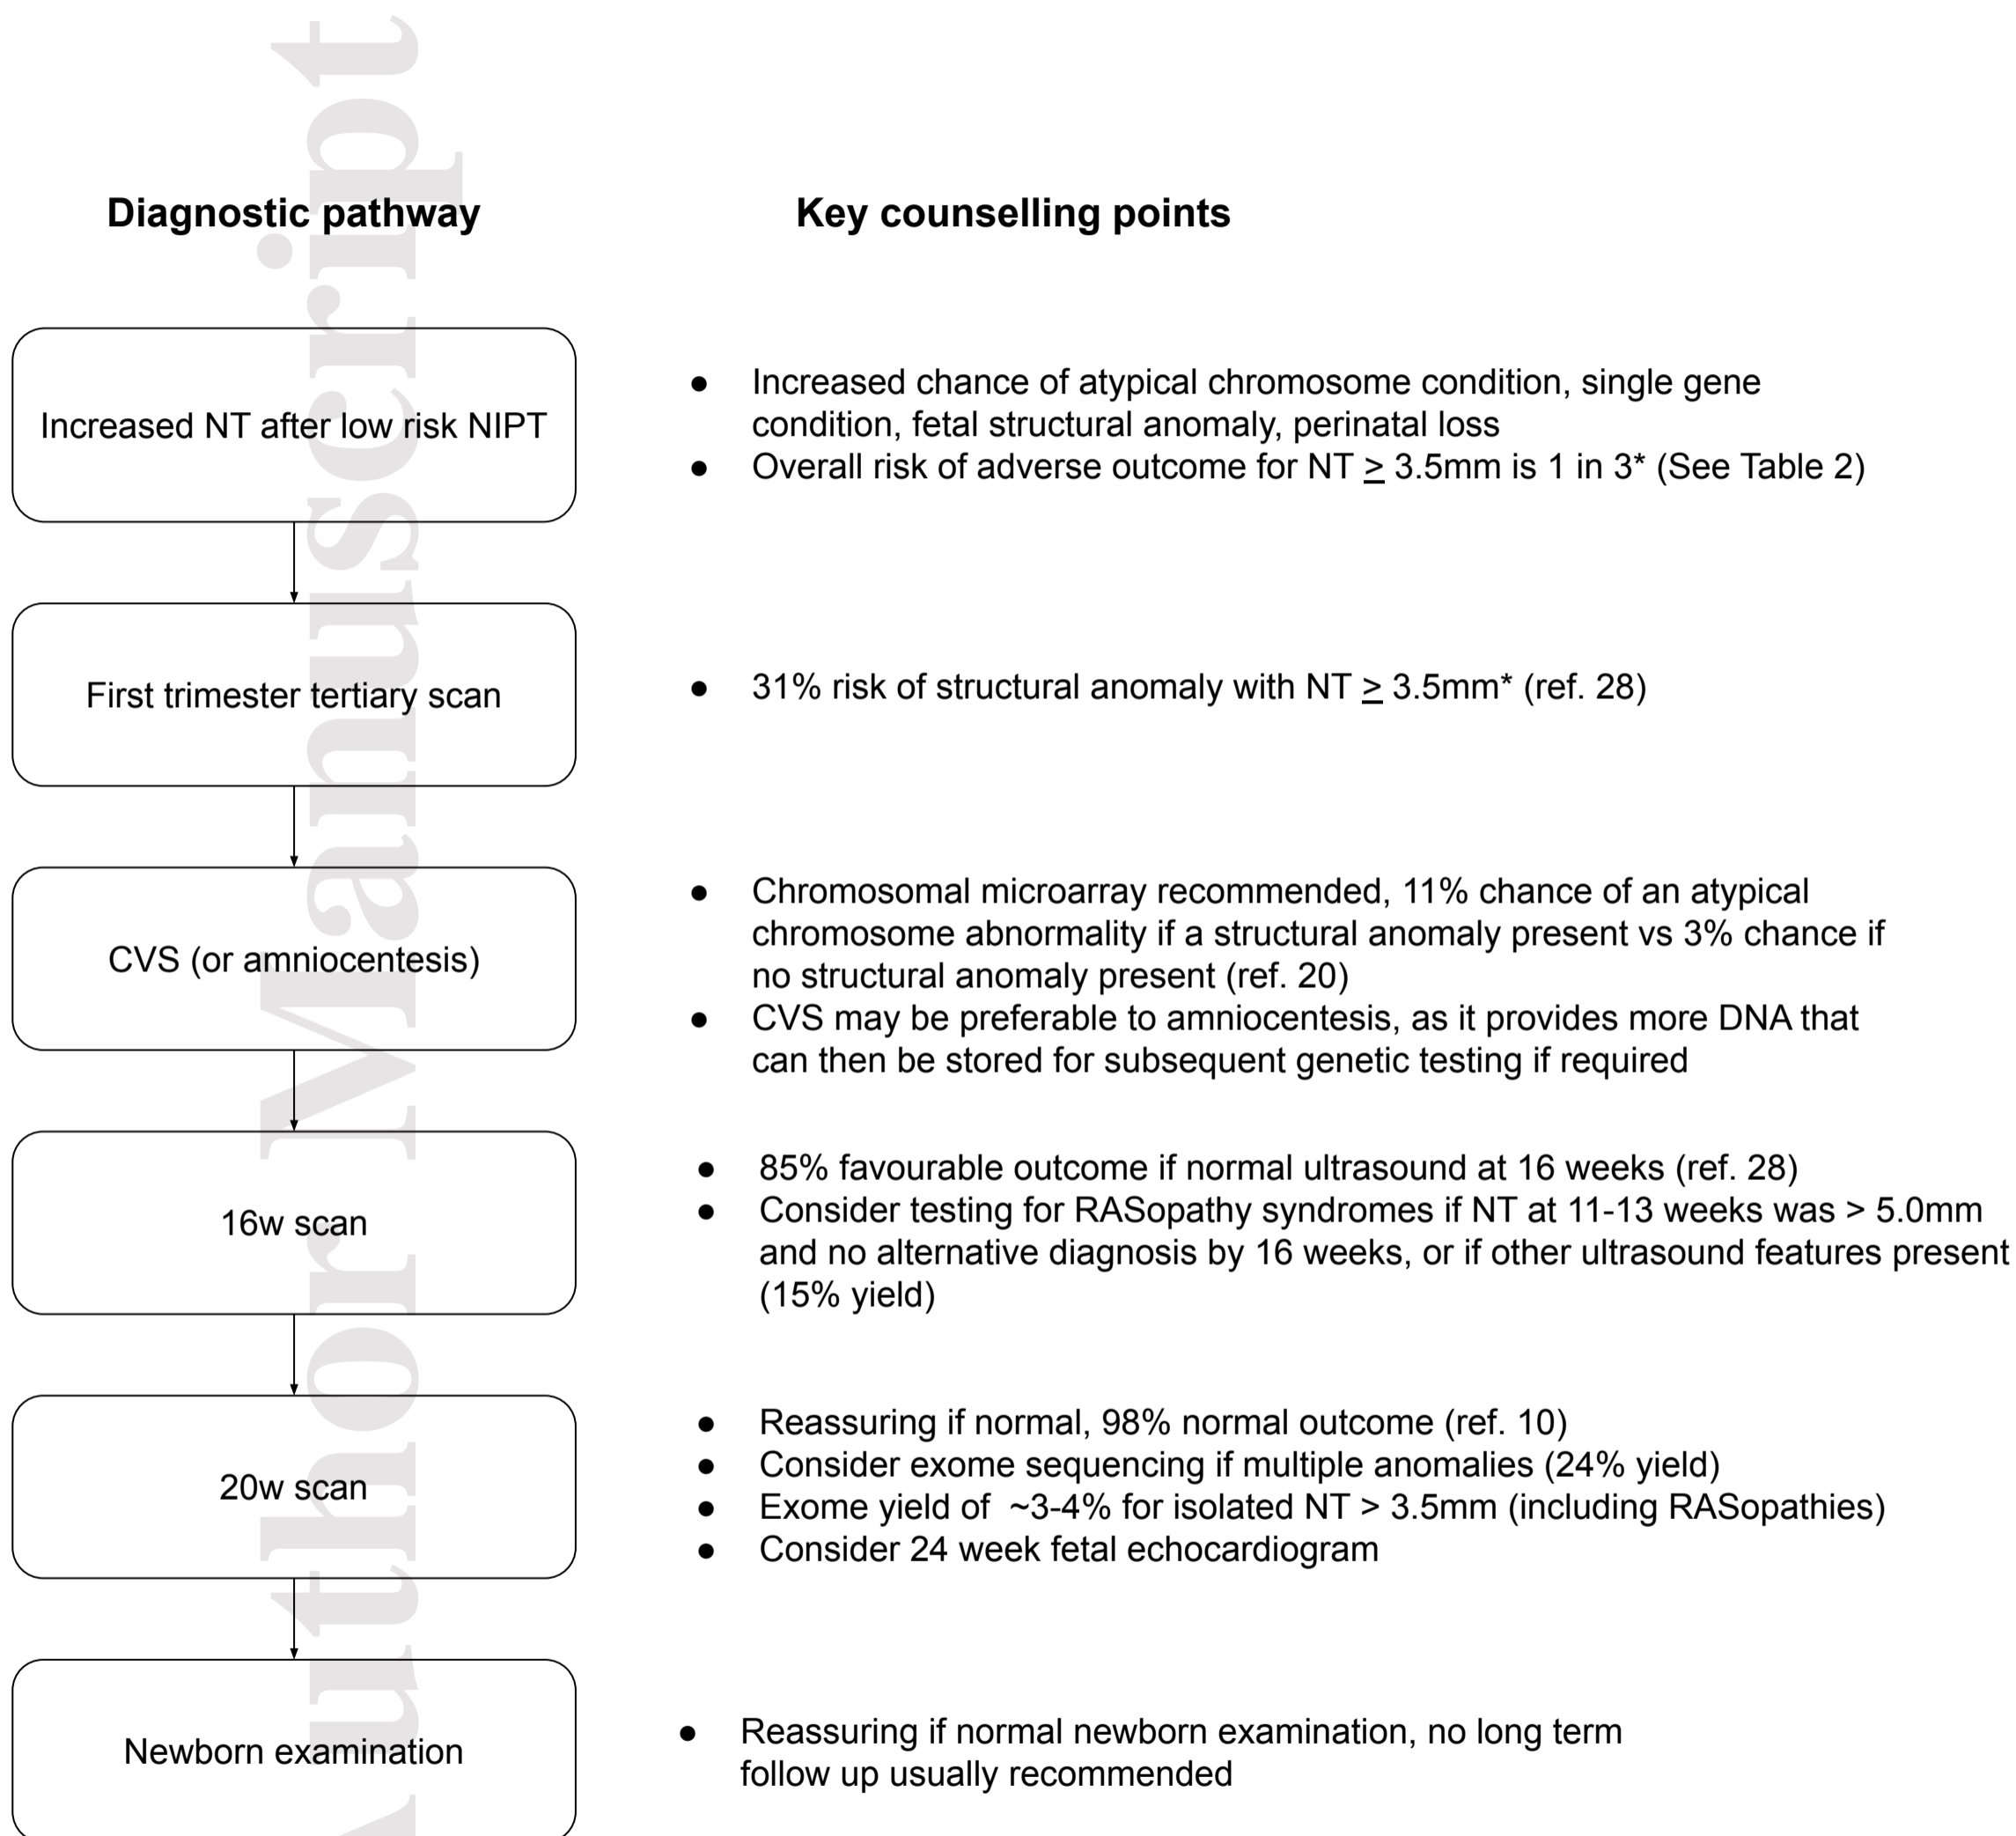 Diagnostic pathway
Key counselling points
Increased NT after low risk NIPT
● Increased chance of atypical chromosome condition, single gene
condition, fetal structural anomaly, perinatal loss
● Overall risk of adverse outcome for NT ≥ 3.5mm is 1 in 3* (See Table 2)
First trimester tertiary scan
● 31% risk of structural anomaly with NT ≥ 3.5mm* (ref. 28)
CVS (or amniocentesis)
● Chromosomal microarray recommended, 11% chance of an atypical
chromosome abnormality if a structural anomaly present vs 3% chance if
no structural anomaly present (ref. 20)
● CVS may be preferable to amniocentesis, as it provides more DNA that
can then be stored for subsequent genetic testing if required
16w scan
● 85% favourable outcome if normal ultrasound at 16 weeks (ref. 28)
● Consider testing for RASopathy syndromes if NT at 11-13 weeks was > 5.0mm
and no alternative diagnosis by 16 weeks, or if other ultrasound features present
(15% yield)
20w scan
● Reassuring if normal, 98% normal outcome (ref. 10)
● Consider exome sequencing if multiple anomalies (24% yield)
● Exome yield of ~3-4% for isolated NT > 3.5mm (including RASopathies)
● Consider 24 week fetal echocardiogram
Newborn examination
● Reassuring if normal newborn examination, no long term
follow up usually recommended
Author Manuscript